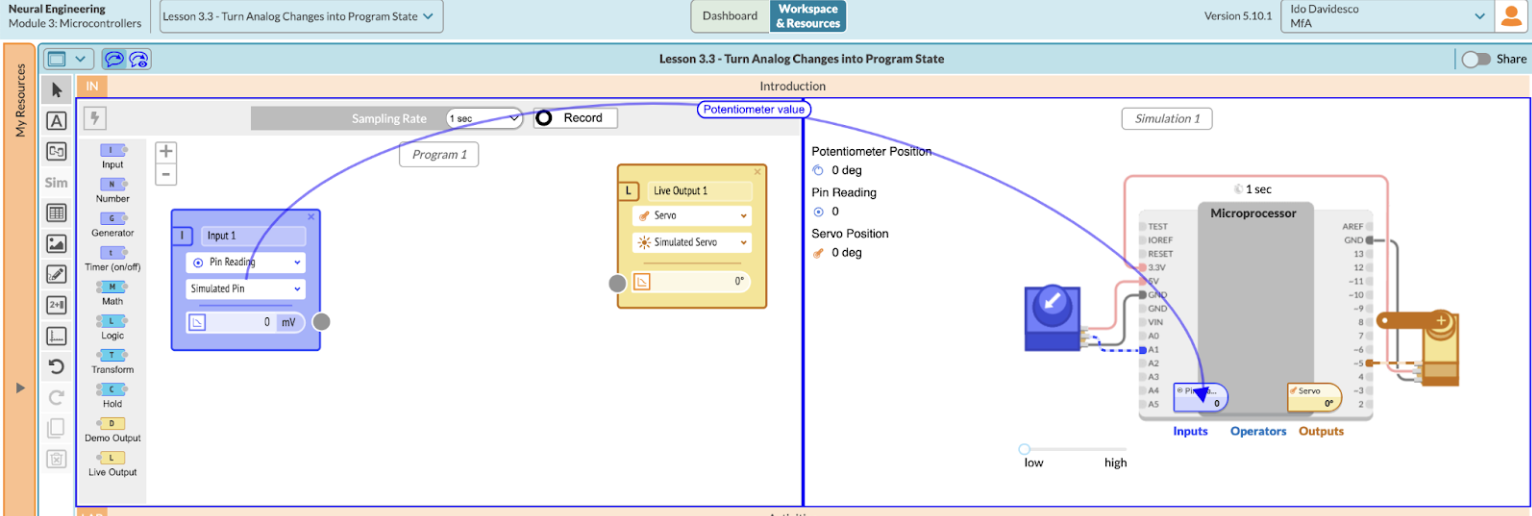 Neural Engineering
Module 3: Microcontrollers
Lesson 3.3 - Turn Analog Changes into Program State
Dashboard
Workspace
& Resources
Version 5.10.1
Ido Davidesco
MfA
My Resources
Lesson 3.3 - Turn Analog Changes into Program State
Share
IN
Introduction
Sampling Rate
1 sec
Record
Potentiometer value
Program 1
Simulation 1
Sim
I
Input
N
Number
G
Generator
t
Timer (on/off)
M
Math
L
Logic
T
Transform
C
Hold
D
Demo Output
L
Live Output
+
-
I
Input 1
Pin Reading
Simulated Pin
0 mV
L
Live Output 1
Servo
Simulated Servo
0°
Potentiometer Position
0 deg
Pin Reading
0
Servo Position
0 deg
1 sec
Microprocessor
TEST
IOREF
RESET
3.3V
5V
GND
GND
VIN
A0
A1
A2
A3
A4
A5
AREF
GND
13
12
~11
~10
~9
8
7
~6
~5
4
~3
2
0
Servo
0°
Inputs
Operators
Outputs
low
high